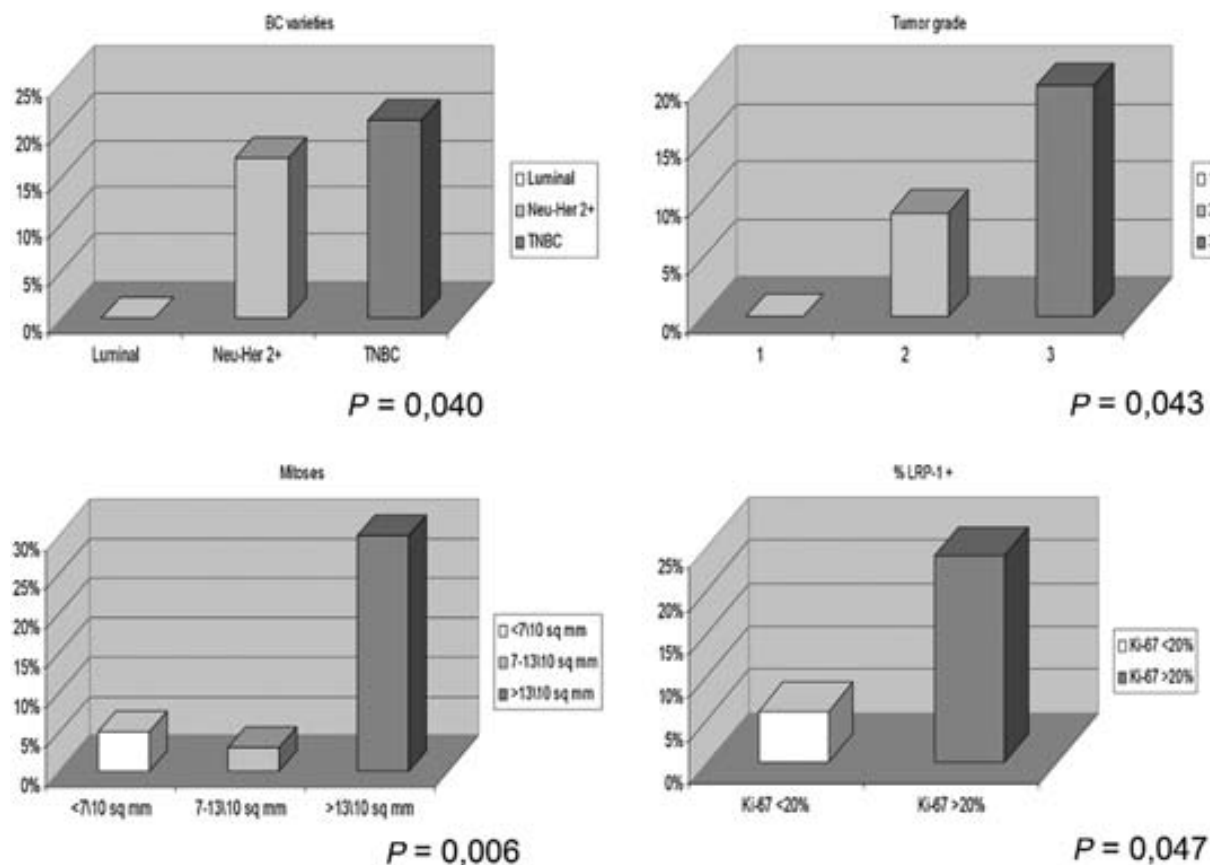 BC varieties
25%
20%
15%
10%
5%
0%
Luminal
Neu-Her 2+
TNBC
Luminal
Neu-Her 2+
TNBC
P = 0,040
Tumor grade
20%
15%
10%
5%
0%
1
2
3
P = 0,043
Mitoses
30%
25%
20%
15%
10%
5%
0%
<7\10 sq mm
7-13\10 sq mm
>13\10 sq mm
<7\10 sq mm
7-13\10 sq mm
>13\10 sq mm
P = 0,006
% LRP-1 +
25%
20%
15%
10%
5%
0%
Ki-67 <20%
Ki-67 >20%
Ki-67 <20%
Ki-67 >20%
P = 0,047